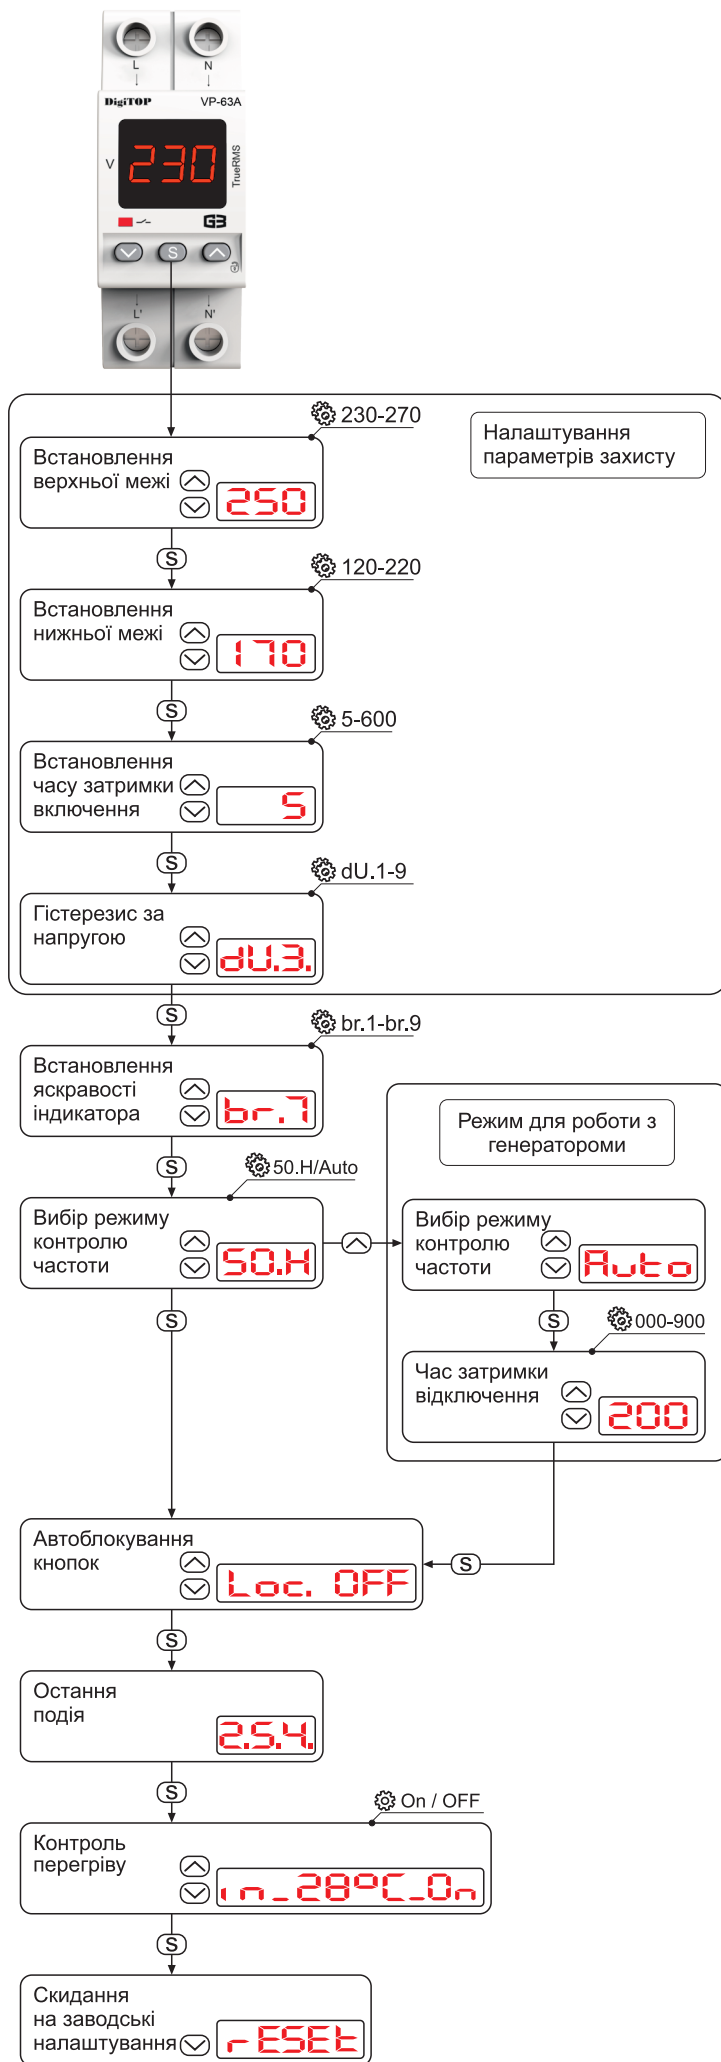 L N
DigiTOP VP-63A
V 230 TrueRMS
G3
S
L' N'
Налаштування
параметрів захисту
230-270
Встановлення
верхньої межі
250
S
120-220
Встановлення
нижньої межі
170
S
5-600
Встановлення
часу затримки
включення
5
S
dU.1-9
Гістерезис за
напругою
dU.3.
S
br.1-br.9
Встановлення
яскравості
індикатора
br.7
S
Режим для роботи з
генератороми
50.H/Auto
Вибір режиму
контролю
частоти
50.H
Вибір режиму
контролю
частоти
Auto
S
S
000-900
Час затримки
відключення
200
Автоблокування
кнопок
Loc. OFF
S
S
Остання
подія
2.5.4.
S
On / OFF
Контроль
перегріву
in_28°C_On
S
Скидання
на заводські
налаштування
rESEt